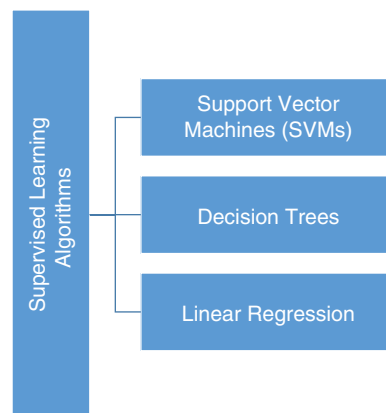 Supervised Learning
Algorithms
Support Vector
Machines (SVMs)
Decision Trees
Linear Regression